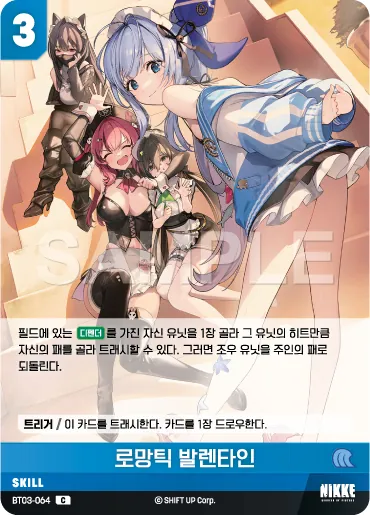 3
SAMPLE
필드에 있는 디펜더 를 가진 자신 유닛을 1장 골라 그 유닛의 히트만큼
자신의 패를 골라 트래시할 수 있다. 그러면 조우 유닛을 주인의 패로
되돌린다.
트리거 / 이 카드를 트래시한다. 카드를 1장 드로우한다.
로망틱 발렌타인
SKILL
BT03-064 C
© SHIFT UP Corp.
NIKKE